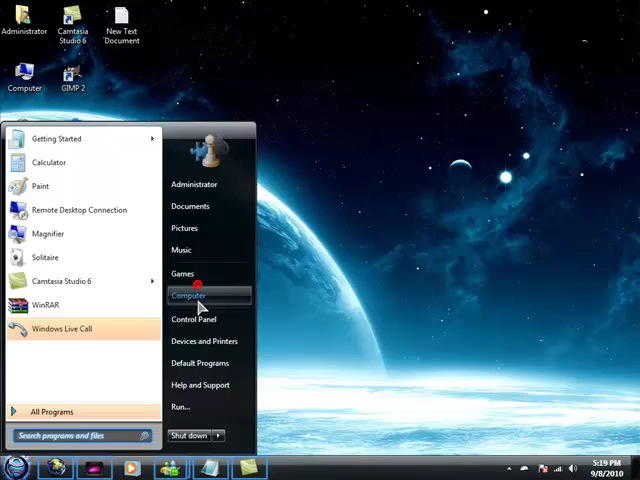 Administrator
Camtasia
Studio 6
New Text
Document
Computer
GIMP 2
Getting Started
Calculator
Paint
Remote Desktop Connection
Magnifier
Solitaire
Camtasia Studio 6
WinRAR
Windows Live Call
All Programs
Search programs and files
Administrator
Documents
Pictures
Music
Games
Computer
Control Panel
Devices and Printers
Default Programs
Help and Support
Run...
Shut down
5:19 PM
9/8/2010